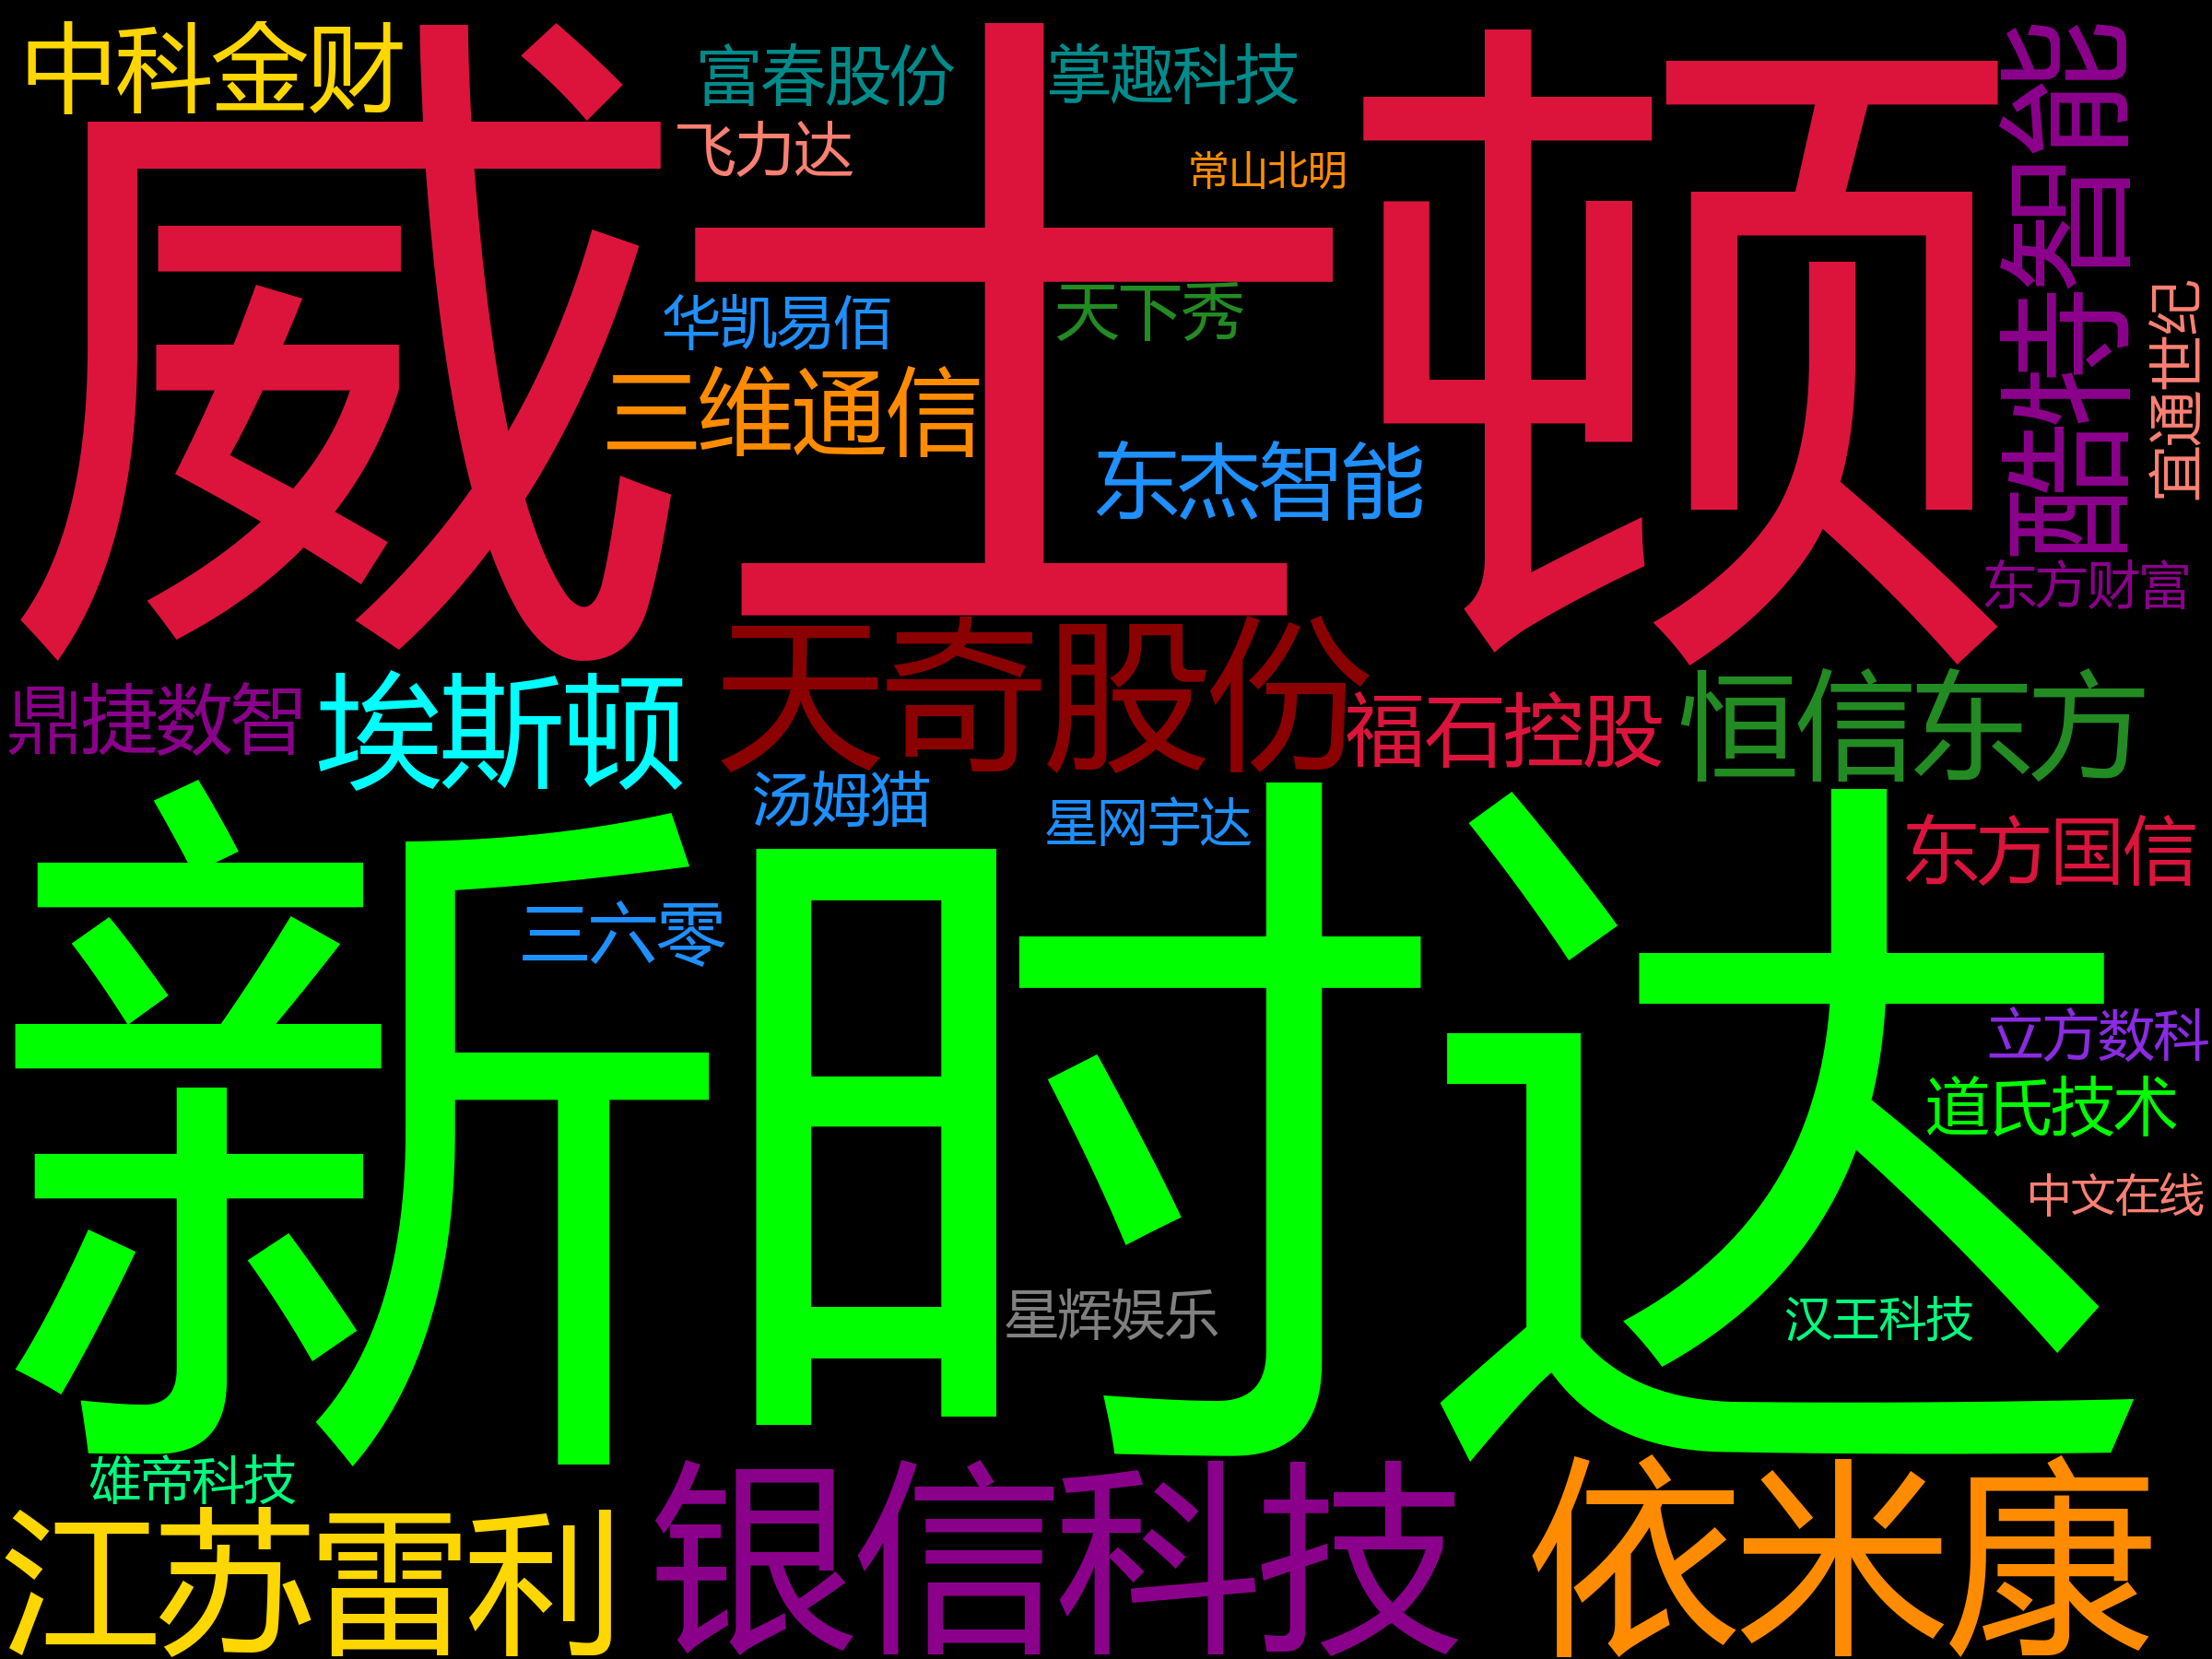 中科金财
富春股份
掌趣科技
飞力达
常山北明
威士顿
酷特智能
宜通世纪
华凯易佰
天下秀
三维通信
东杰智能
东方财富
天奇股份
鼎捷数智
埃斯顿
福石控股
恒信东方
汤姆猫
星网宇达
东方国信
三六零
新时达
立方数科
道氏技术
中文在线
星辉娱乐
汉王科技
雄帝科技
江苏雷利
银信科技
依米康